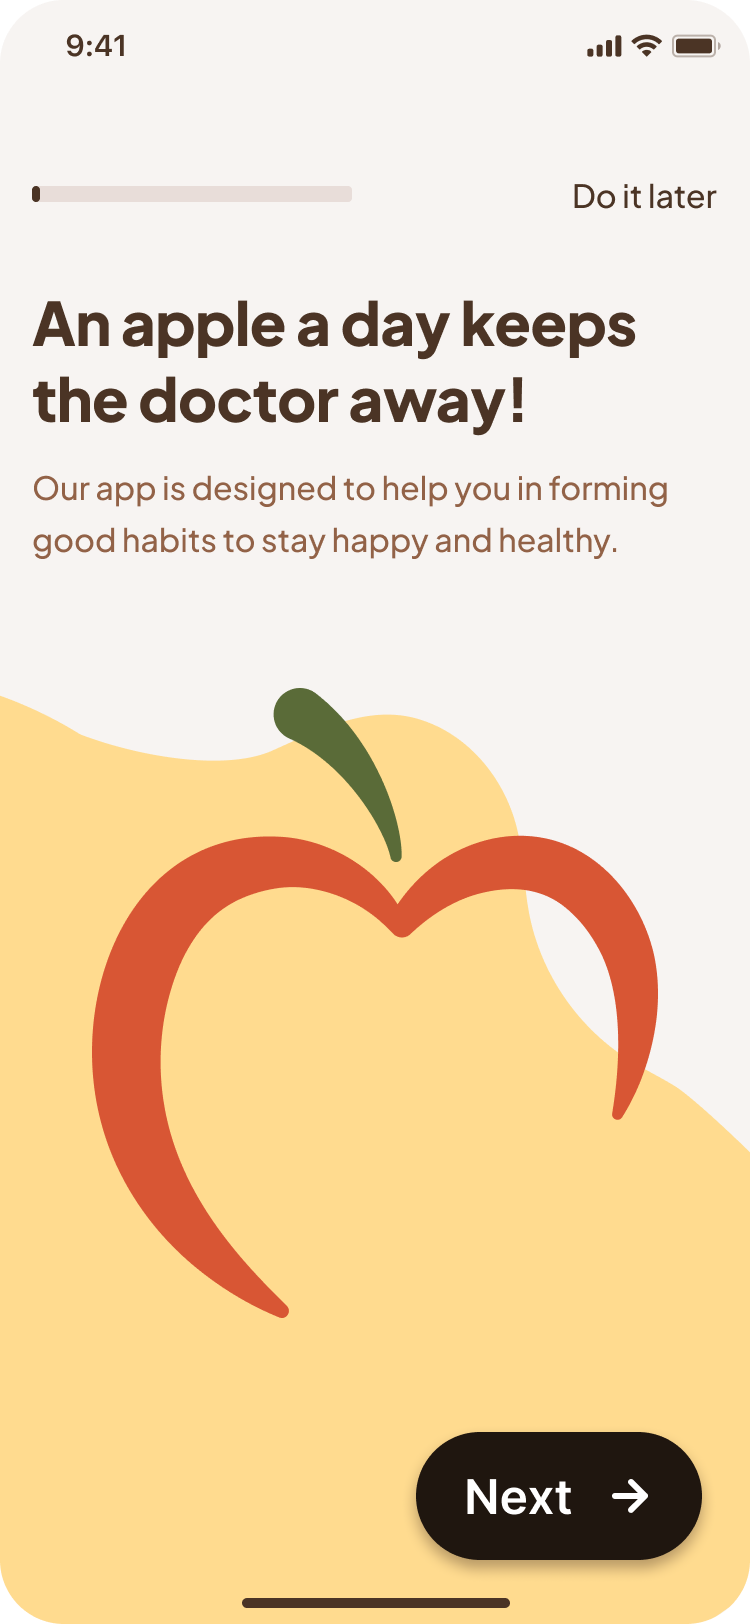 9:41
Do it later
An apple a day keeps
the doctor away!
Our app is designed to help you in forming
good habits to stay happy and healthy.
Next